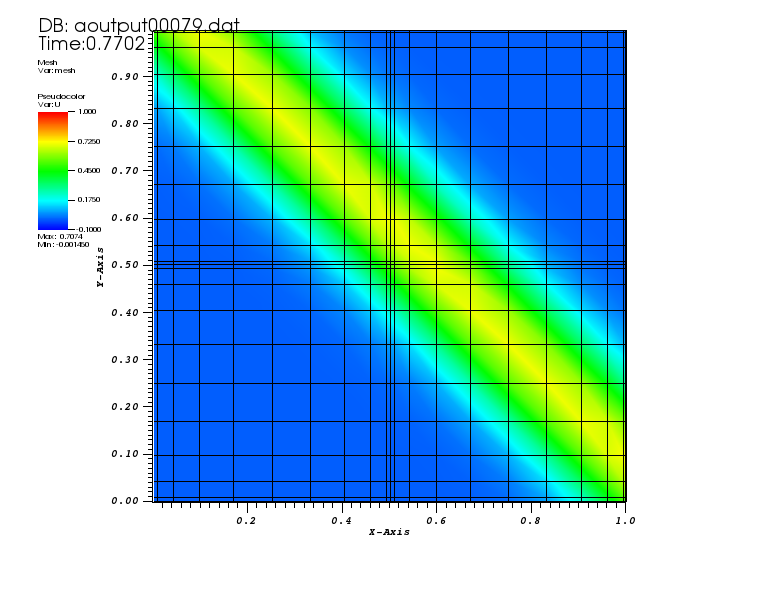 DB: aoutput00079.dat
Time:0.7702
Mesh
Var: mesh
Pseudocolor
Var: U
1.000
0.7250
0.4500
0.1750
-0.1000
Max: 0.7074
Min: -0.001450
Y-Axis
0.90
0.80
0.70
0.60
0.50
0.40
0.30
0.20
0.10
0.00
0.2 0.4 0.6 0.8 1.0
X-Axis